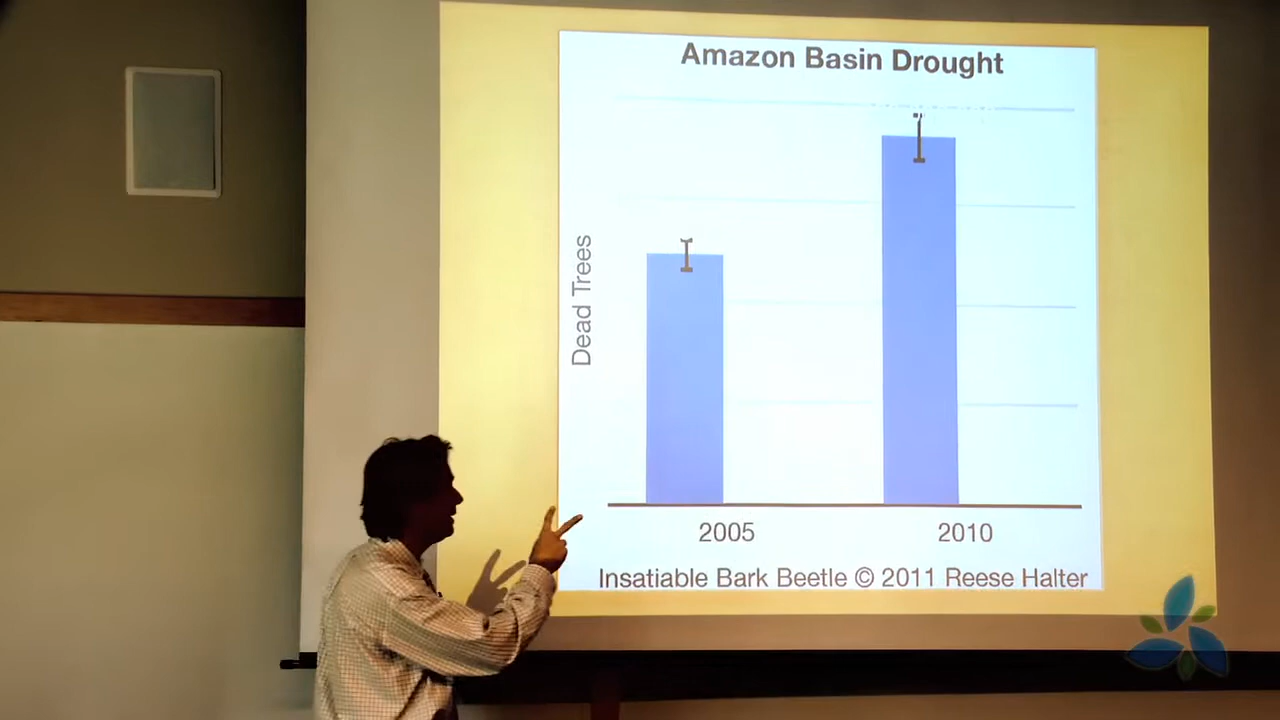 Amazon Basin Drought
Dead Trees
2005 2010
Insatiable Bark Beetle © 2011 Reese Halter